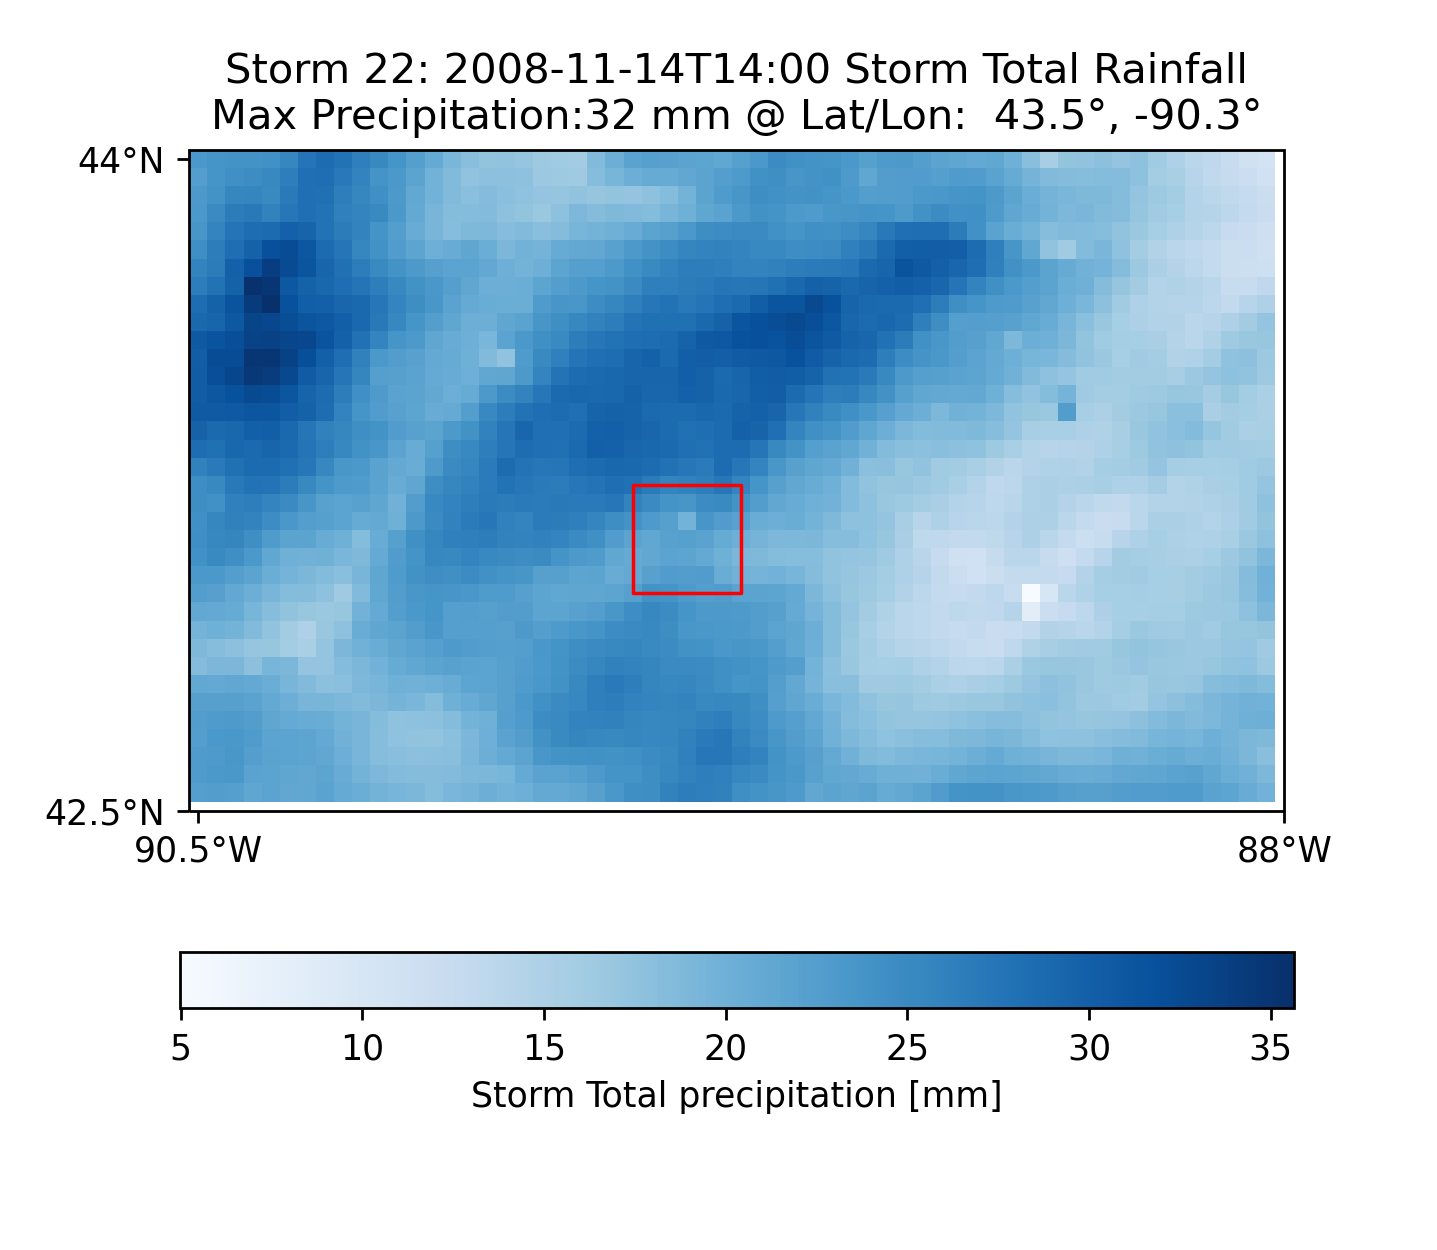 Storm 22: 2008-11-14T14:00 Storm Total Rainfall
Max Precipitation:32 mm @ Lat/Lon:  43.5°, -90.3°
44°N
42.5°N
90.5°W 88°W
5 10 15 20 25 30 35
Storm Total precipitation [mm]